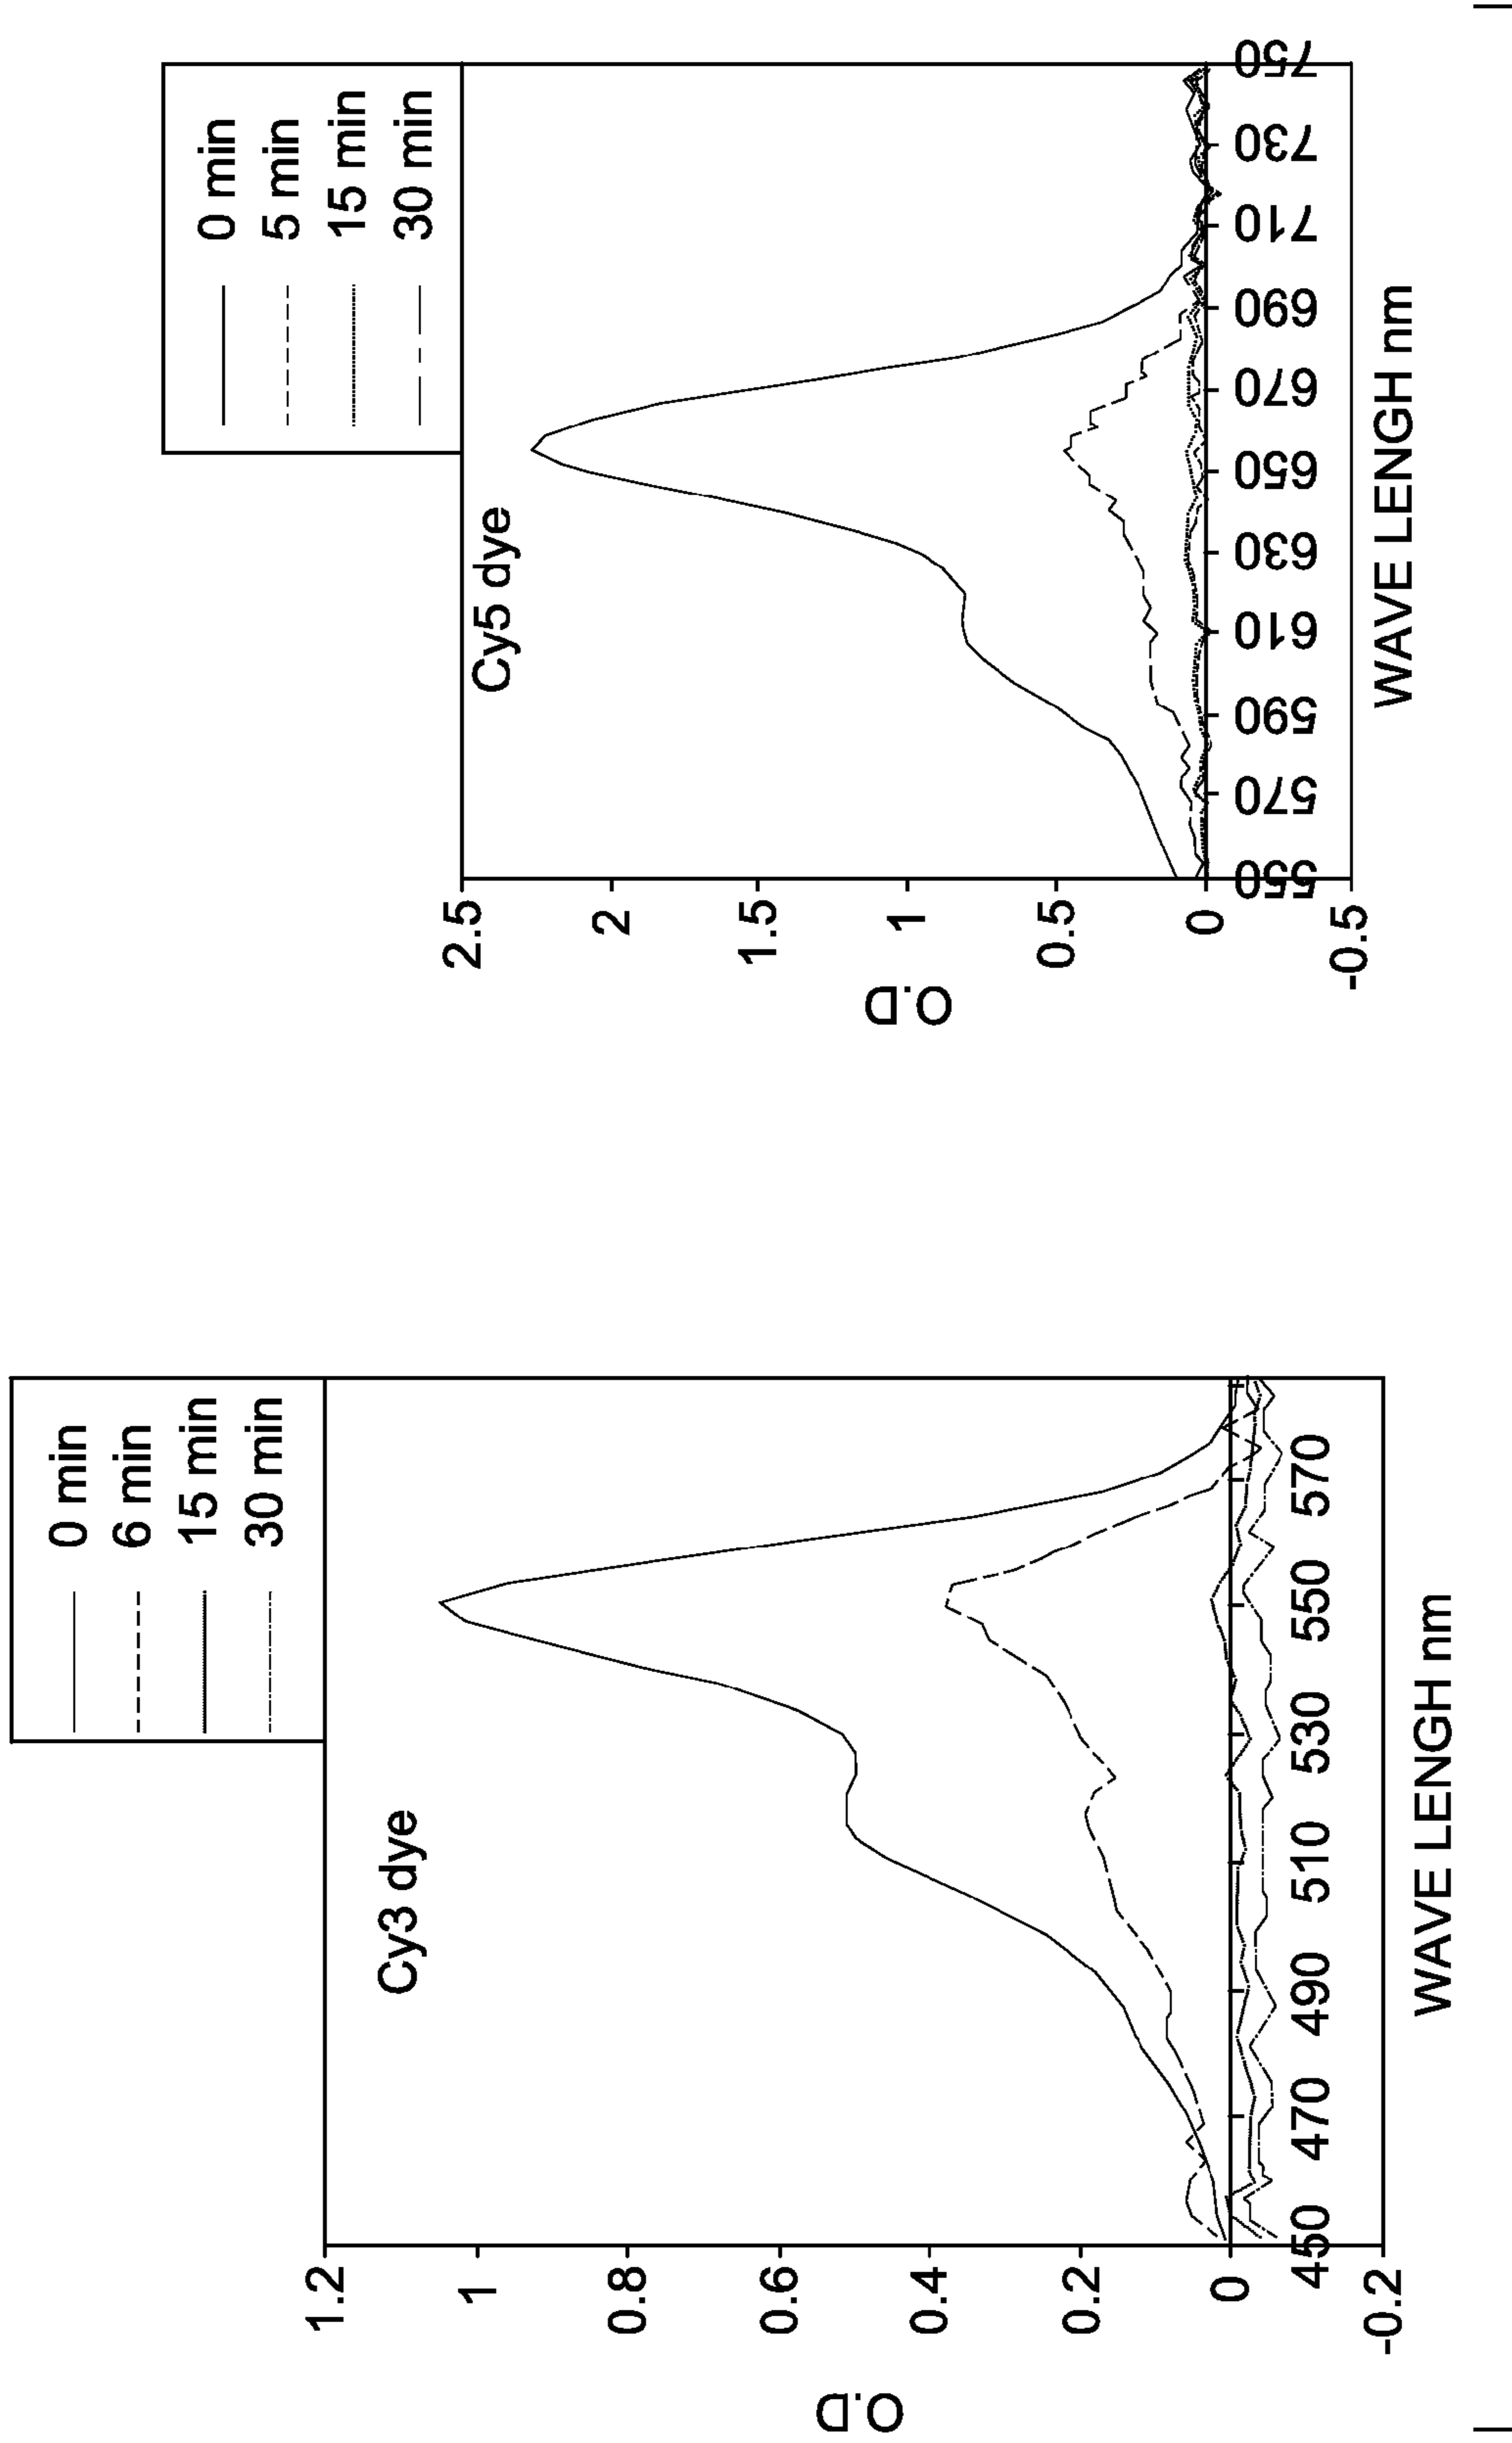 0 min
6 min
15 min
30 min
Cy3 dye
1.2
1
0.8
0.6
0.4
0.2
0
-0.2
O.D
450 470 490 510 530 550 570
WAVE LENGH nm
0 min
5 min
15 min
30 min
Cy5 dye
2.5
2
1.5
1
0.5
0
-0.5
O.D
550 570 590 610 630 650 670 690 710 730 750
WAVE LENGH nm